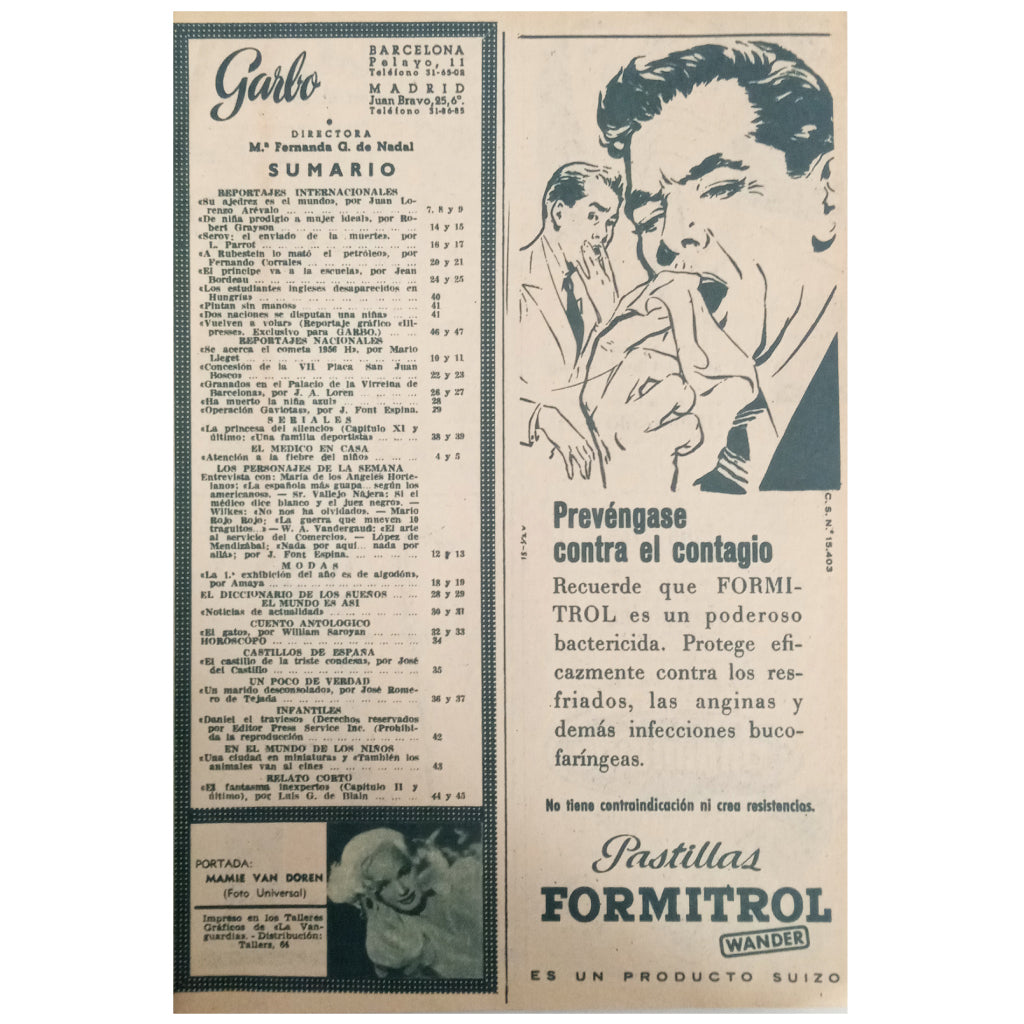 Garbo
BARCELONA
Pelayo, 11
Teléfono 31-65-08
MADRID
Juan Bravo, 25, 6º.
Teléfono 31-86-85
DIRECTORA
M.ª Fernanda G. de Nadal
SUMARIO
REPORTAJES INTERNACIONALES
«Su ajedrez es el mundo», por Juan Lo-
renzo Arévalo ... ... ... ... ... ... 7, 8 y 9
«De niña prodigio a mujer ideal», por Ro-
bert Grayson ... ... ... ... ... ... 14 y 15
«Serov: el enviado de la muerte», por
L. Parrot ... ... ... ... ... ... 16 y 17
«A Rubestein lo mató el petróleo», por
Fernando Corrales ... ... ... ... ... 20 y 21
«El príncipe va a la escuela», por Jean
Bordeau ... ... ... ... ... ... 24 y 25
«Los estudiantes ingleses desaparecidos en
Hungría» ... ... ... ... ... ... 40
«Pintan sin manos» ... ... ... ... 41
«Dos naciones se disputan una niña» ... ... 41
«Vuelven a volar» (Reportaje gráfico «Ili-
press». Exclusivo para GARBO.) ... ... 46 y 47
REPORTAJES NACIONALES
«Se acerca el cometa 1956 H», por Mario
Lleget ... ... ... ... ... ... 10 y 11
«Concesión de la VII Placa San Juan
Bosco» ... ... ... ... ... ... 22 y 23
«Granados en el Palacio de la Virreina de
Barcelona», por J. A. Loren ... ... ... 26 y 27
«Ha muerto la niña azul» ... ... ... 28
«Operación Gaviotas», por J. Font Espina. 29
SERIALES
«La princesa del silencio» (Capítulo XI y
último: «Una familia deportista» ... ... 38 y 39
EL MEDICO EN CASA
«Atención a la fiebre del niño» ... ... ... 4 y 5
LOS PERSONAJES DE LA SEMANA
Entrevista con: María de los Angeles Horte-
lano: «La española más guapa... según los
americanos». — Sr. Vallejo Nájera: Si el
médico dice blanco y el juez negro». —
Wilkes: «No nos ha olvidado». — Mario
Rojo Rojo; «La guerra que mueven 10
traguitos...» — W. A. Vandergaud: «El arte
al servicio del Comercio». — López de
Mendizábal; «Nada por aquí... nada por
allá»; por J. Font Espina. ... ... ... 12 y 13
MODAS
«La 1.ª exhibición del año es de algodón»,
por Amaya ... ... ... ... ... ... 18 y 19
EL DICCIONARIO DE LOS SUEÑOS ... ... 28 y 29
EL MUNDO ES ASI
«Noticias de actualidad» ... ... ... ... 30 y 31
CUENTO ANTOLOGICO
«El gato», por William Saroyan ... ... ... 32 y 33
HOROSCOPO ... ... ... ... ... ... 34
CASTILLOS DE ESPAÑA
«El castillo de la triste condesa», por José
del Castillo ... ... ... ... ... ... 35
UN POCO DE VERDAD
«Un marido desconsolado», por José Rome-
ro de Tejada ... ... ... ... ... ... 36 y 37
INFANTILES
«Daniel el travieso» (Derechos reservados
por Editor Press Service Inc. (Prohibi-
da la reproducción ... ... ... ... 42
EN EL MUNDO DE LOS NIÑOS
«Una ciudad en miniatura» y «También los
animales van al cine» ... ... ... ... 43
RELATO CORTO
«El fantasma inexperto» (Capítulo II y
último), por Luis G. de Blain ... ... ... 44 y 45
PORTADA:
MAMIE VAN DOREN
(Foto Universal)
Impreso en los Talleres
Gráficos de «La Van-
guardia». - Distribución:
Tallers, 64
C.S. N.º 15.403
Prevéngase
contra el contagio
Recuerde que FORMI-
TROL es un poderoso
bactericida. Protege efi-
cazmente contra los res-
friados, las anginas y
demás infecciones buco-
faríngeas.
No tiene contraindicación ni crea resistencias.
Pastillas
FORMITROL
WANDER
ES UN PRODUCTO SUIZO